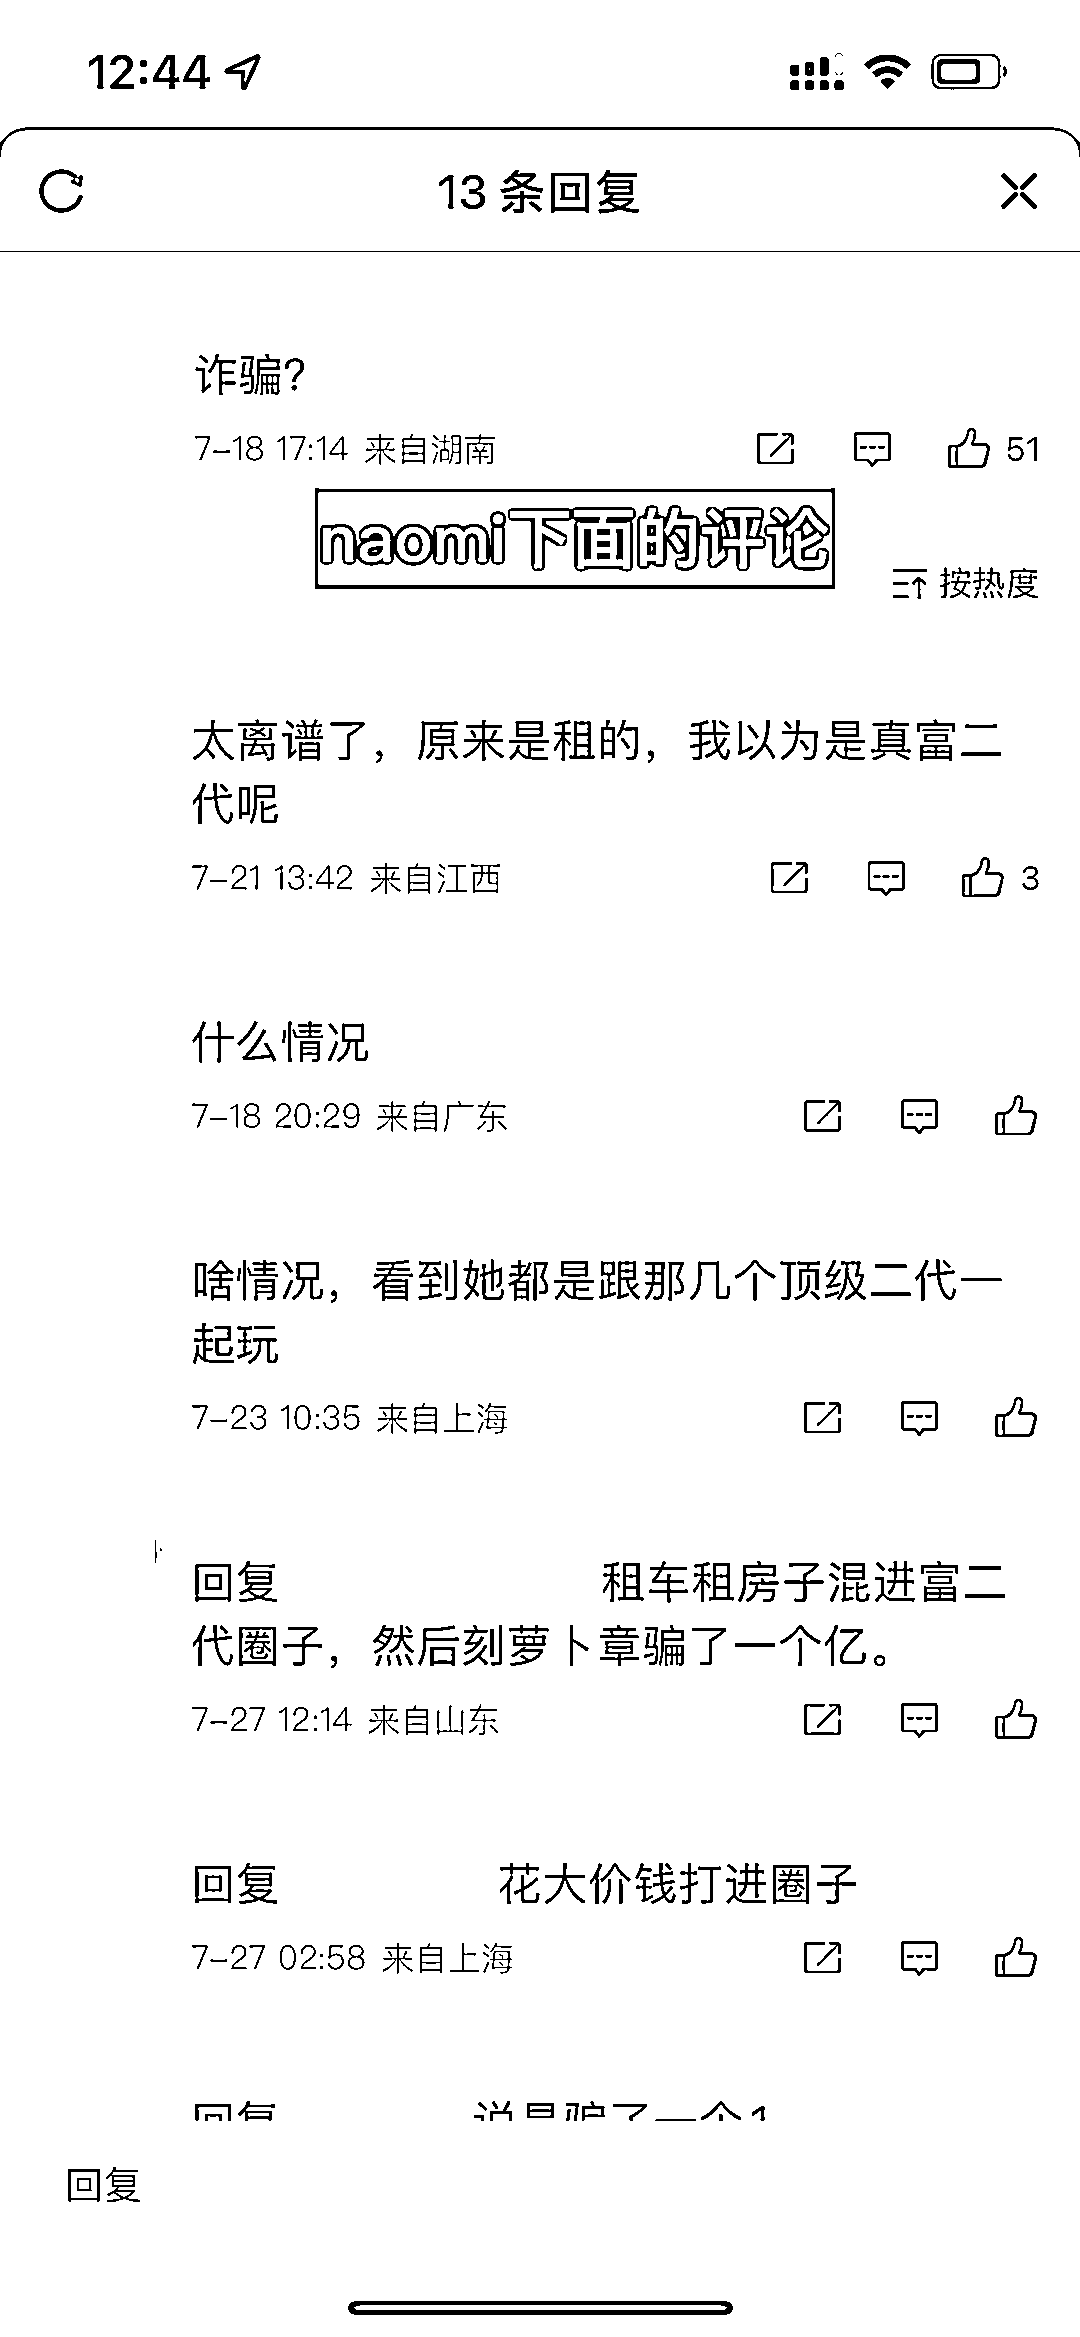 12:44
13 条回复
诈骗?
7-18 17:14 来自湖南
51
naomi下面的评论
按热度
太离谱了，原来是租的，我以为是真富二
代呢
7-21 13:42 来自江西
3
什么情况
7-18 20:29 来自广东
啥情况，看到她都是跟那几个顶级二代一
起玩
7-23 10:35 来自上海
回复 租车租房子混进富二
代圈子，然后刻萝卜章骗了一个亿。
7-27 12:14 来自山东
回复 花大价钱打进圈子
7-27 02:58 来自上海
回复